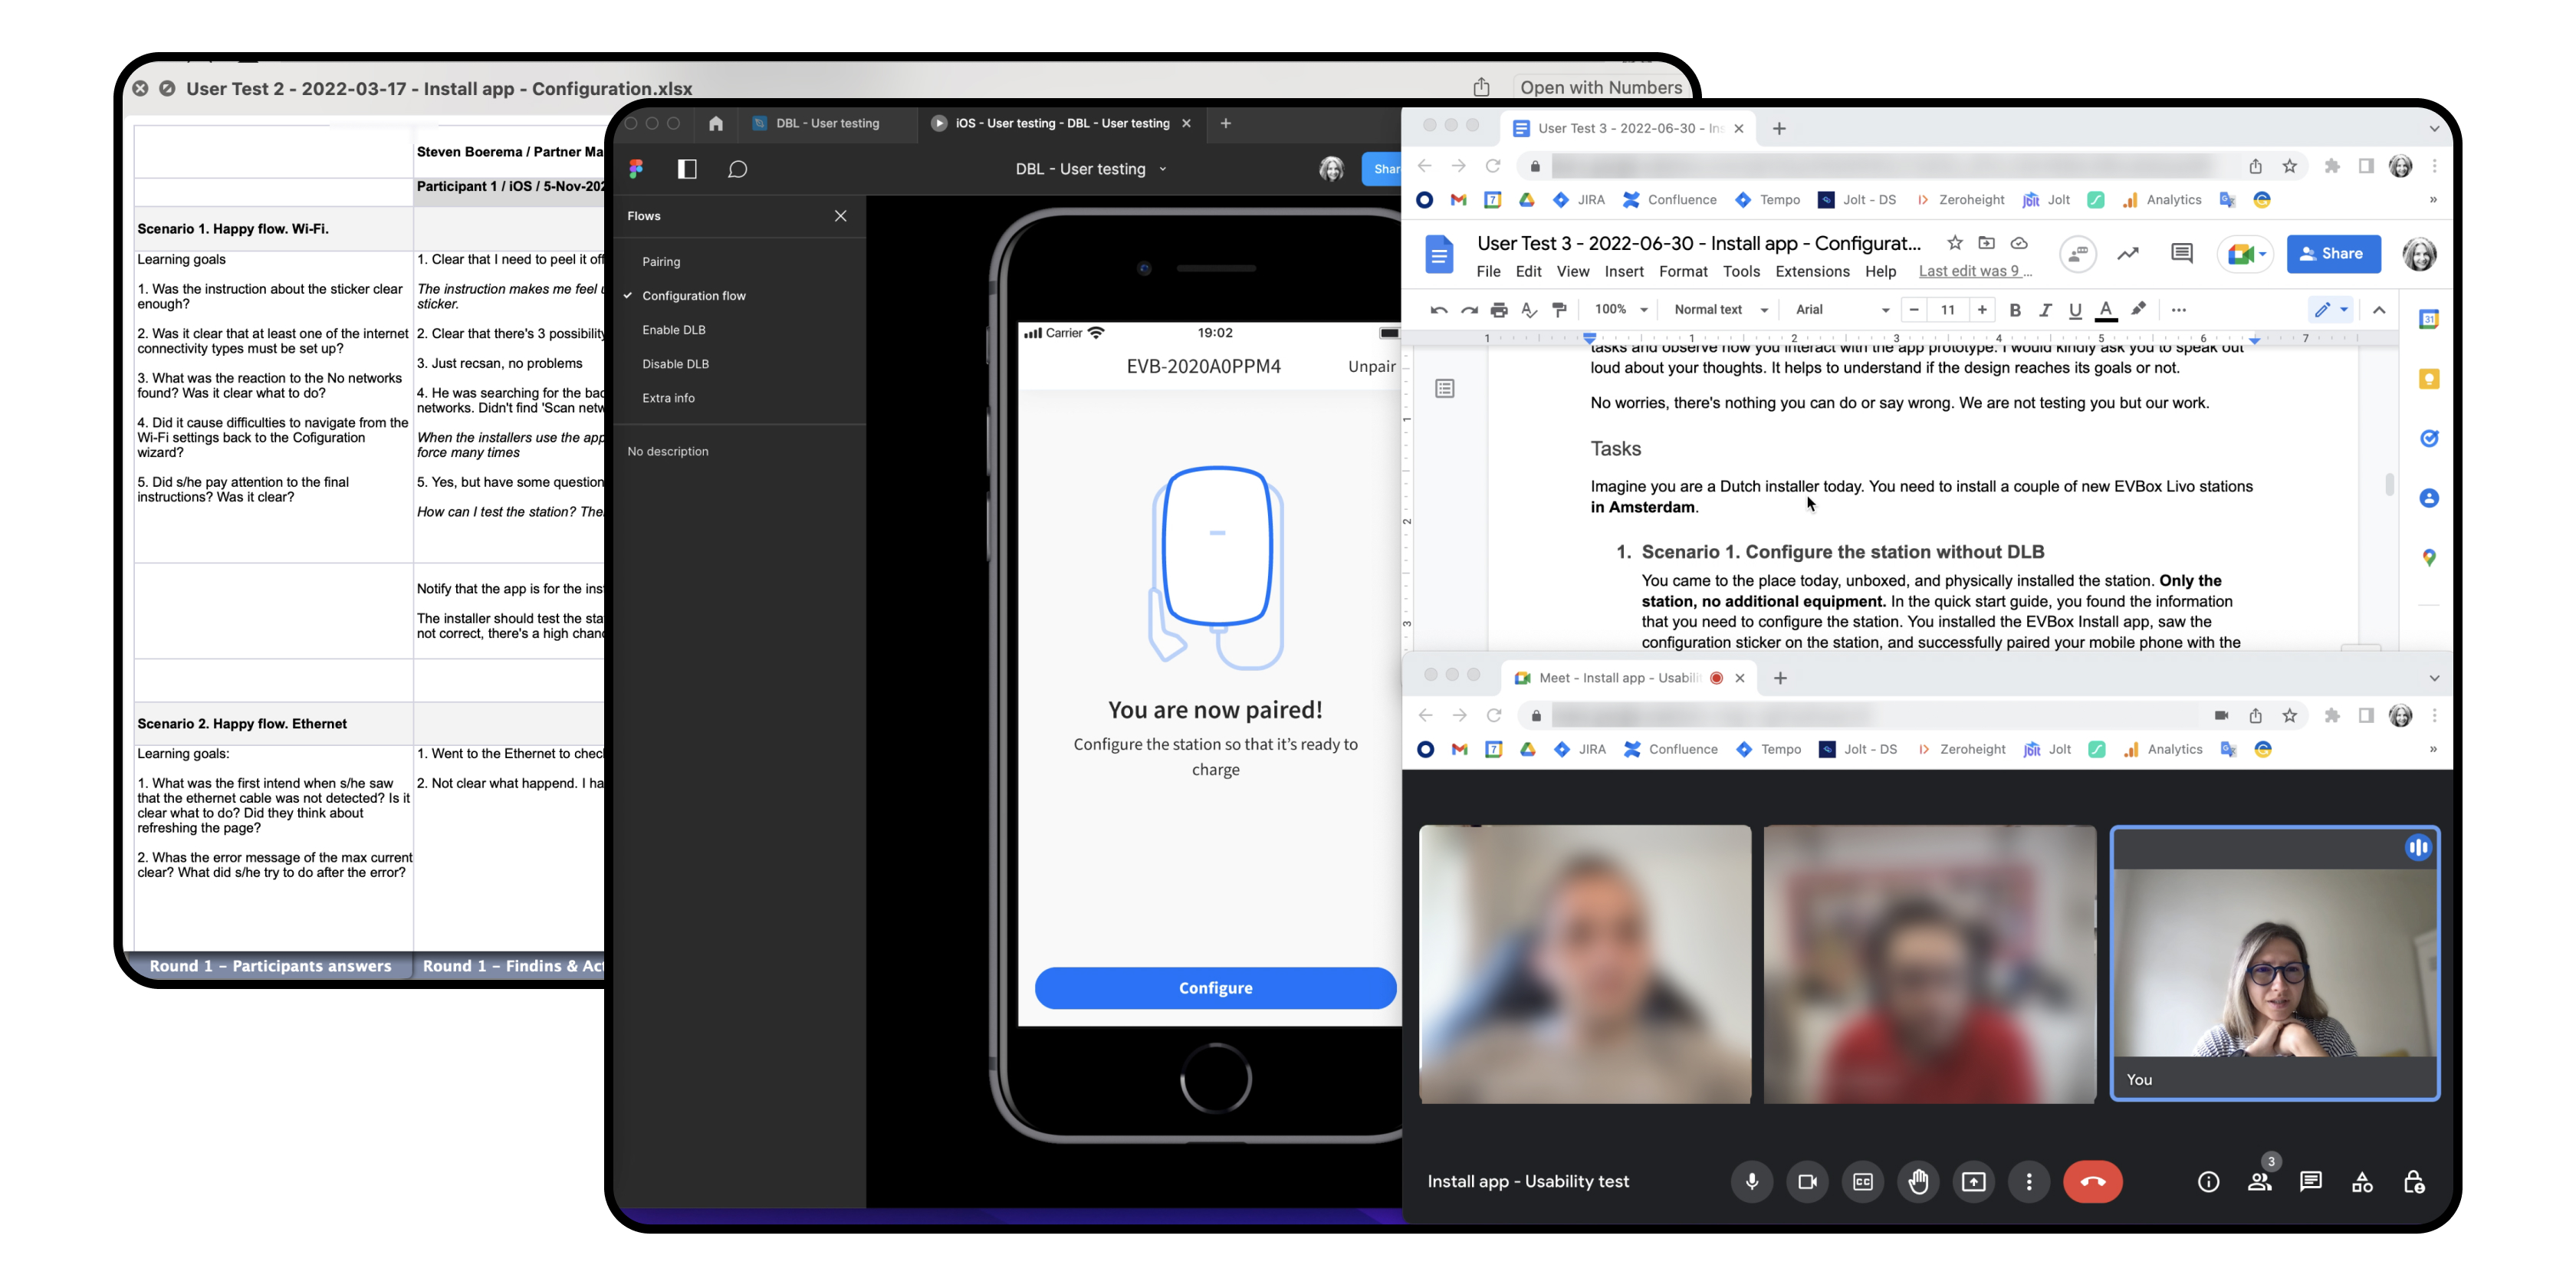 User Test 2 - 2022-03-17 - Install app - Configuration.xlsx
Open with Numbers
Steven Boerema / Partner Ma
Participant 1 / iOS / 5-Nov-202
Scenario 1. Happy flow. Wi-Fi.
Learning goals
1. Was the instruction about the sticker clear
enough?
2. Was it clear that at least one of the internet
connectivity types must be set up?
3. What was the reaction to the No networks
found? Was it clear what to do?
4. Did it cause difficulties to navigate from the
Wi-Fi settings back to the Cofiguration
wizard?
5. Did s/he pay attention to the final
instructions? Was it clear?
1. Clear that I need to peel it off
The instruction makes me feel
sticker.
2. Clear that there's 3 possibility
3. Just recsan, no problems
4. He was searching for the bac
networks. Didn't find 'Scan netw
When the installers use the app
force many times
5. Yes, but have some question
How can I test the station? The
Notify that the app is for the ins
The installer should test the sta
not correct, there's a high chanc
Scenario 2. Happy flow. Ethernet
Learning goals:
1. What was the first intend when s/he saw
that the ethernet cable was not detected? Is it
clear what to do? Did they think about
refreshing the page?
2. Whas the error message of the max current
clear? What did s/he try to do after the error?
1. Went to the Ethernet to chec
2. Not clear what happend. I ha
Round 1 – Participants answers
Round 1 – Findins & Ac
DBL - User testing
iOS - User testing - DBL - User testing
DBL - User testing
Shar
Flows
Pairing
Configuration flow
Enable DLB
Disable DLB
Extra info
No description
Carrier
19:02
EVB-2020A0PPM4
Unpair
You are now paired!
Configure the station so that it's ready to
charge
Configure
User Test 3 - 2022-06-30 - Ins
7 JIRA Confluence Tempo Jolt - DS Zeroheight jolt Jolt Analytics »
User Test 3 - 2022-06-30 - Install app - Configurat...
Share
File Edit View Insert Format Tools Extensions Help Last edit was 9 ...
100% Normal text Arial 11 B I U A
31
1 1 2 3 4 5 6 7
1
2
3
tasks and observe how you interact with the app prototype. I would kindly ask you to speak out
loud about your thoughts. It helps to understand if the design reaches its goals or not.
No worries, there's nothing you can do or say wrong. We are not testing you but our work.
Tasks
Imagine you are a Dutch installer today. You need to install a couple of new EVBox Livo stations
in Amsterdam.
1. Scenario 1. Configure the station without DLB
You came to the place today, unboxed, and physically installed the station. Only the
station, no additional equipment. In the quick start guide, you found the information
that you need to configure the station. You installed the EVBox Install app, saw the
configuration sticker on the station, and successfully paired your mobile phone with the
Meet - Install app - Usabilit
7 JIRA Confluence Tempo Jolt - DS Zeroheight jolt Jolt Analytics »
You
Install app - Usability test
CC
3